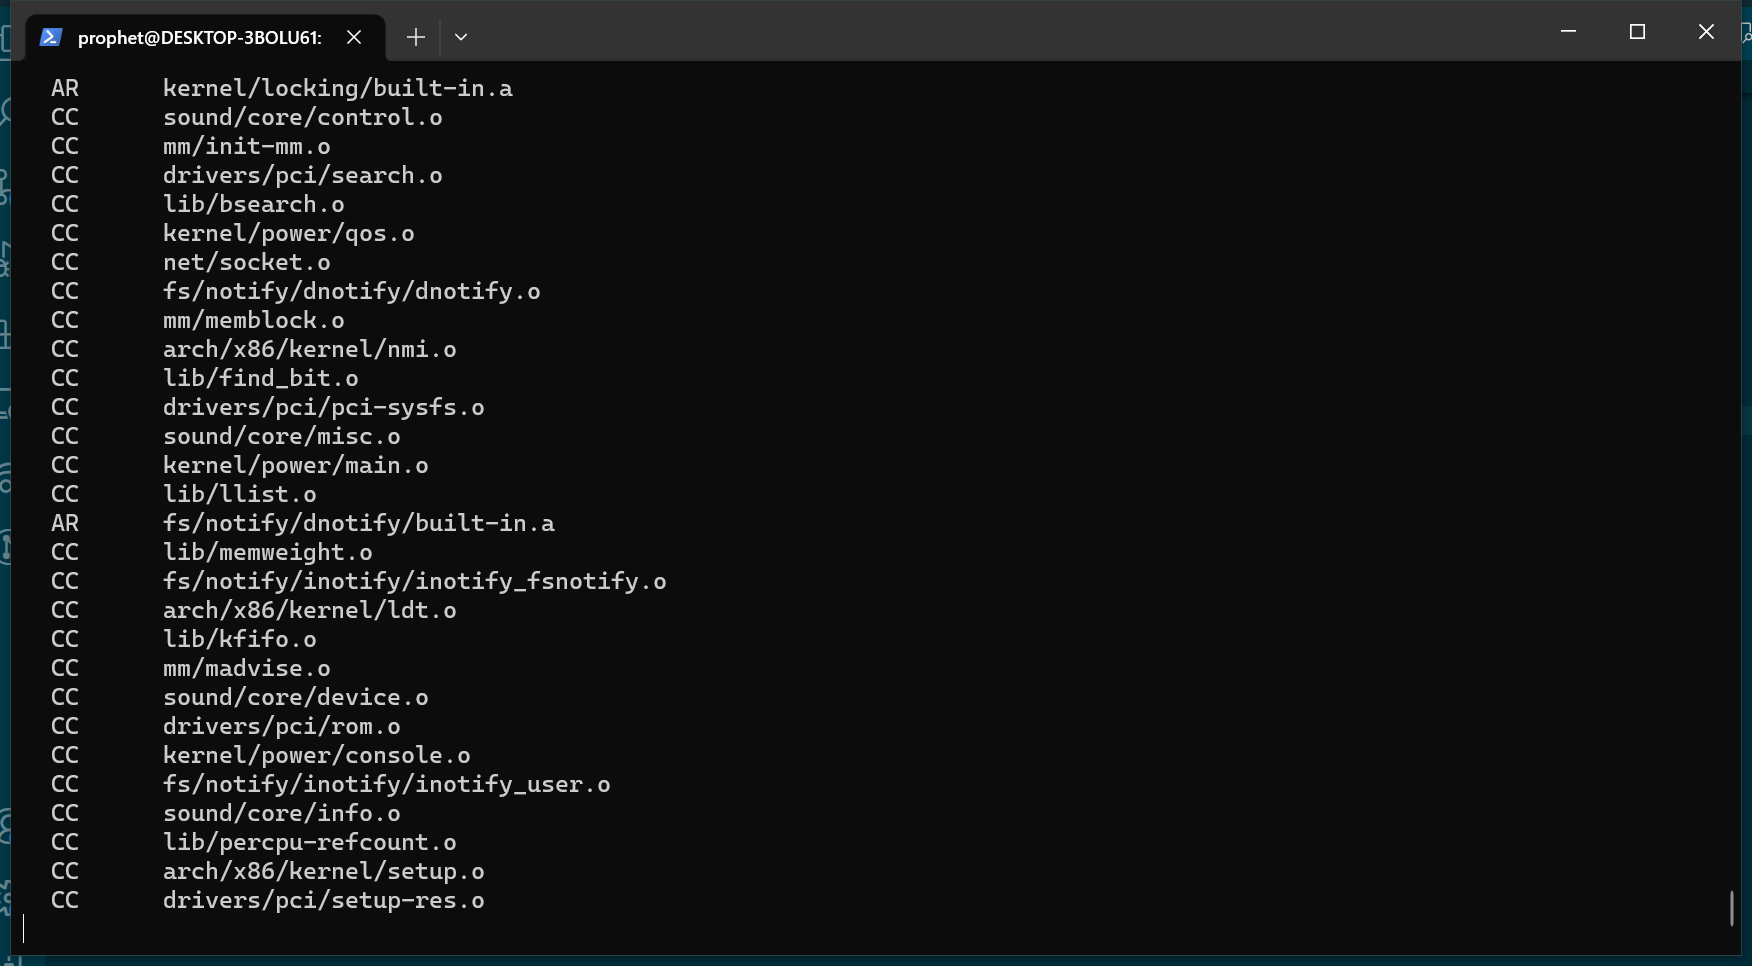 prophet@DESKTOP-3BOLU61:
AR kernel/locking/built-in.a
CC sound/core/control.o
CC mm/init-mm.o
CC drivers/pci/search.o
CC lib/bsearch.o
CC kernel/power/qos.o
CC net/socket.o
CC fs/notify/dnotify/dnotify.o
CC mm/memblock.o
CC arch/x86/kernel/nmi.o
CC lib/find_bit.o
CC drivers/pci/pci-sysfs.o
CC sound/core/misc.o
CC kernel/power/main.o
CC lib/llist.o
AR fs/notify/dnotify/built-in.a
CC lib/memweight.o
CC fs/notify/inotify/inotify_fsnotify.o
CC arch/x86/kernel/ldt.o
CC lib/kfifo.o
CC mm/madvise.o
CC sound/core/device.o
CC drivers/pci/rom.o
CC kernel/power/console.o
CC fs/notify/inotify/inotify_user.o
CC sound/core/info.o
CC lib/percpu-refcount.o
CC arch/x86/kernel/setup.o
CC drivers/pci/setup-res.o